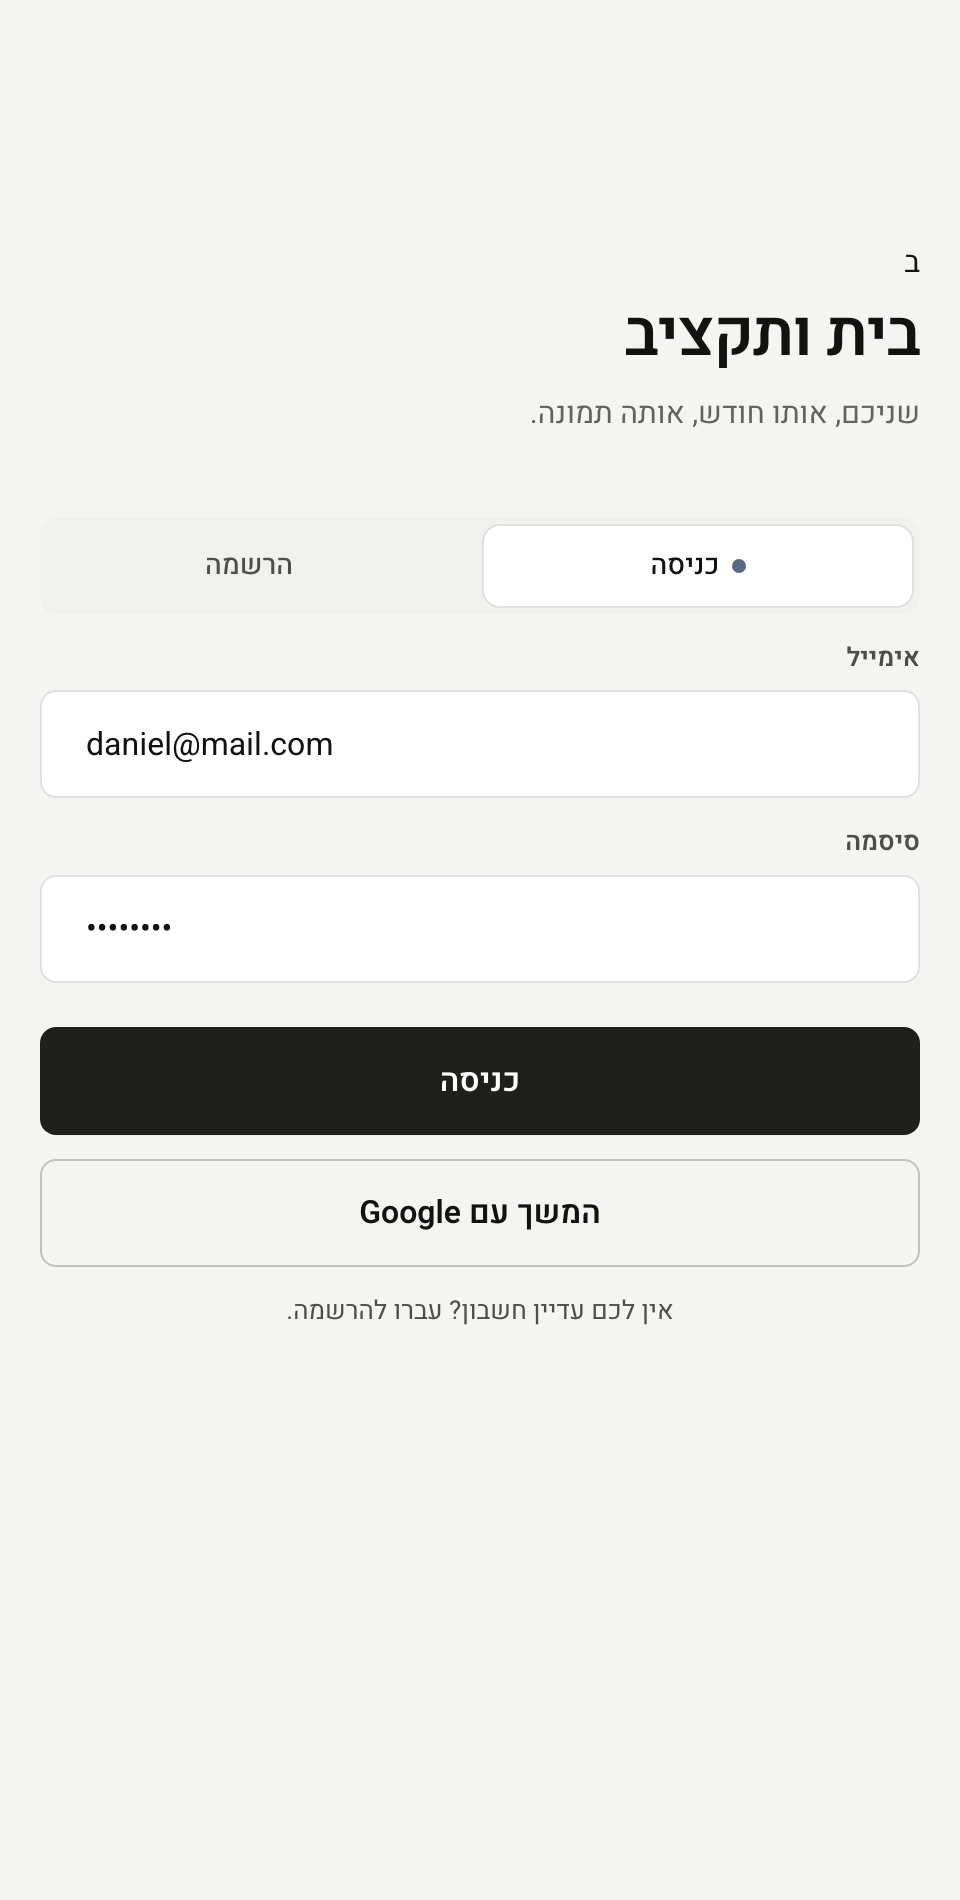 ב
בית ותקציב
שניכם, אותו חודש, אותה תמונה.
כניסה
הרשמה
אימייל
daniel@mail.com
סיסמה
••••••••
כניסה
המשך עם Google
אין לכם עדיין חשבון? עברו להרשמה.